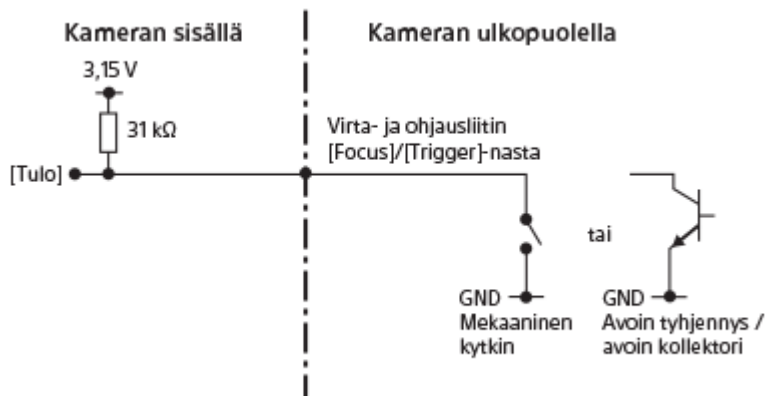 Kameran sisällä
Kameran ulkopuolella
3,15 V
31 kΩ
Virta- ja ohjausliitin
[Focus]/[Trigger]-nasta
[Tulo]
tai
GND
Mekaaninen
kytkin
GND
Avoin tyhjennys /
avoin kollektori